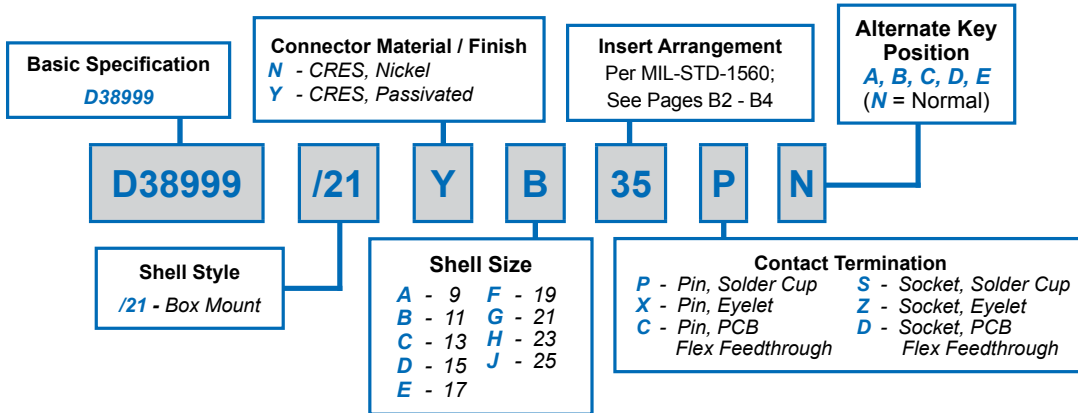 Basic Specification
D38999
Connector Material / Finish
N - CRES, Nickel
Y - CRES, Passivated
Insert Arrangement
Per MIL-STD-1560;
See Pages B2 - B4
Alternate Key
Position
A, B, C, D, E
(N = Normal)
D38999 /21 Y B 35 P N
Shell Style
/21 - Box Mount
Shell Size
A - 9 F - 19
B - 11 G - 21
C - 13 H - 23
D - 15 J - 25
E - 17
Contact Termination
P - Pin, Solder Cup S - Socket, Solder Cup
X - Pin, Eyelet Z - Socket, Eyelet
C - Pin, PCB D - Socket, PCB
Flex Feedthrough Flex Feedthrough